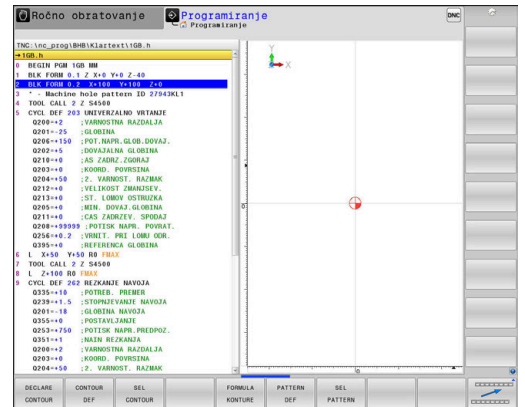 Ročno obratovanje
Programiranje
Programiranje
DNC
TNC:\nc_prog\BHB\Klartext\1GB.h
→1GB.h
0 BEGIN PGM 1GB MM
1 BLK FORM 0.1 Z X+0 Y+0 Z-40
2 BLK FORM 0.2 X+100 Y+100 Z+0
3 * - Machine hole pattern ID 27943KL1
4 TOOL CALL 2 Z S4500
5 CYCL DEF 203 UNIVERZALNO VRTANJE
Q200=+2 ;VARNOSTNA RAZDALJA
Q201=-25 ;GLOBINA
Q206=+150 ;POT.NAPR.GLOB.DOVAJ.
Q202=+5 ;DOVAJALNA GLOBINA
Q210=+0 ;AS ZADRZ.ZGORAJ
Q203=+0 ;KOORD. POVRSINA
Q204=+50 ;2. VARNOST. RAZMAK
Q212=+0 ;VELIKOST ZMANJSEV.
Q213=+0 ;ST. LOMOV OSTRUZKA
Q205=+0 ;MIN. DOVAJ.GLOBINA
Q211=+0 ;CAS ZADRZEV. SPODAJ
Q208=+99999 ;POTISK NAPR. POVRAT.
Q256=+0.2 ;VRNIT. PRI LOMU ODR.
Q395=+0 ;REFERENCA GLOBINA
6 L X+50 Y+50 R0 FMAX
7 TOOL CALL 2 Z S4500
8 L Z+100 R0 FMAX
9 CYCL DEF 262 REZKANJE NAVOJA
Q335=+10 ;POTREB. PREMER
Q239=+1.5 ;STOPNJEVANJE NAVOJA
Q201=-18 ;GLOBINA NAVOJA
Q355=+0 ;POSTAVLJANJE
Q253=+750 ;POTISK NAPR.PREDPOZ.
Q351=+1 ;NAIN REZKANJA
Q200=+2 ;VARNOSTNA RAZDALJA
Q203=+0 ;KOORD. POVRSINA
Q204=+50 ;2. VARNOST. RAZMAK
Y
X
0
0
DECLARE CONTOUR
CONTOUR DEF
SEL CONTOUR
FORMULA KONTURE
PATTERN DEF
SEL PATTERN